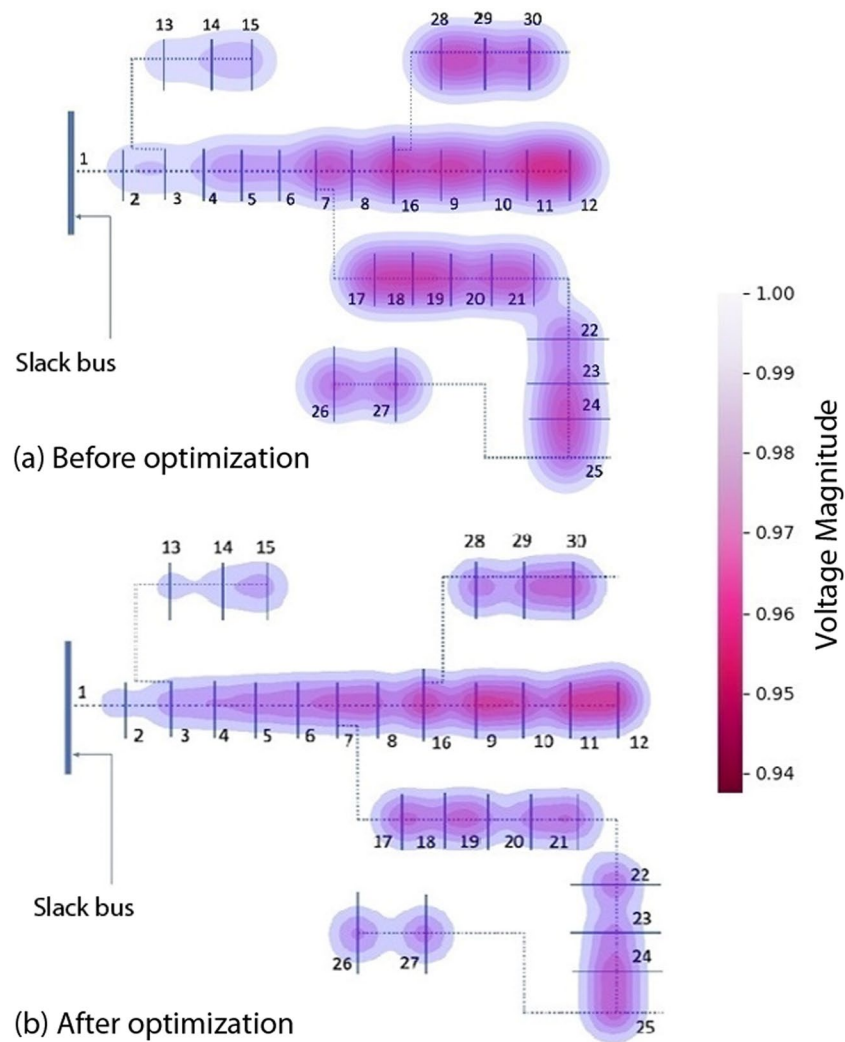 13 14 15
28 29 30
1
2 3 4 5 6 7 8 16 9 10 11 12
17 18 19 20 21
22
23
24
25
26 27
Slack bus
(a) Before optimization
1.00
0.99
0.98
0.97
0.96
0.95
0.94
Voltage Magnitude
13 14 15
28 29 30
1
2 3 4 5 6 7 8 16 9 10 11 12
17 18 19 20 21
22
23
24
25
26 27
Slack bus
(b) After optimization